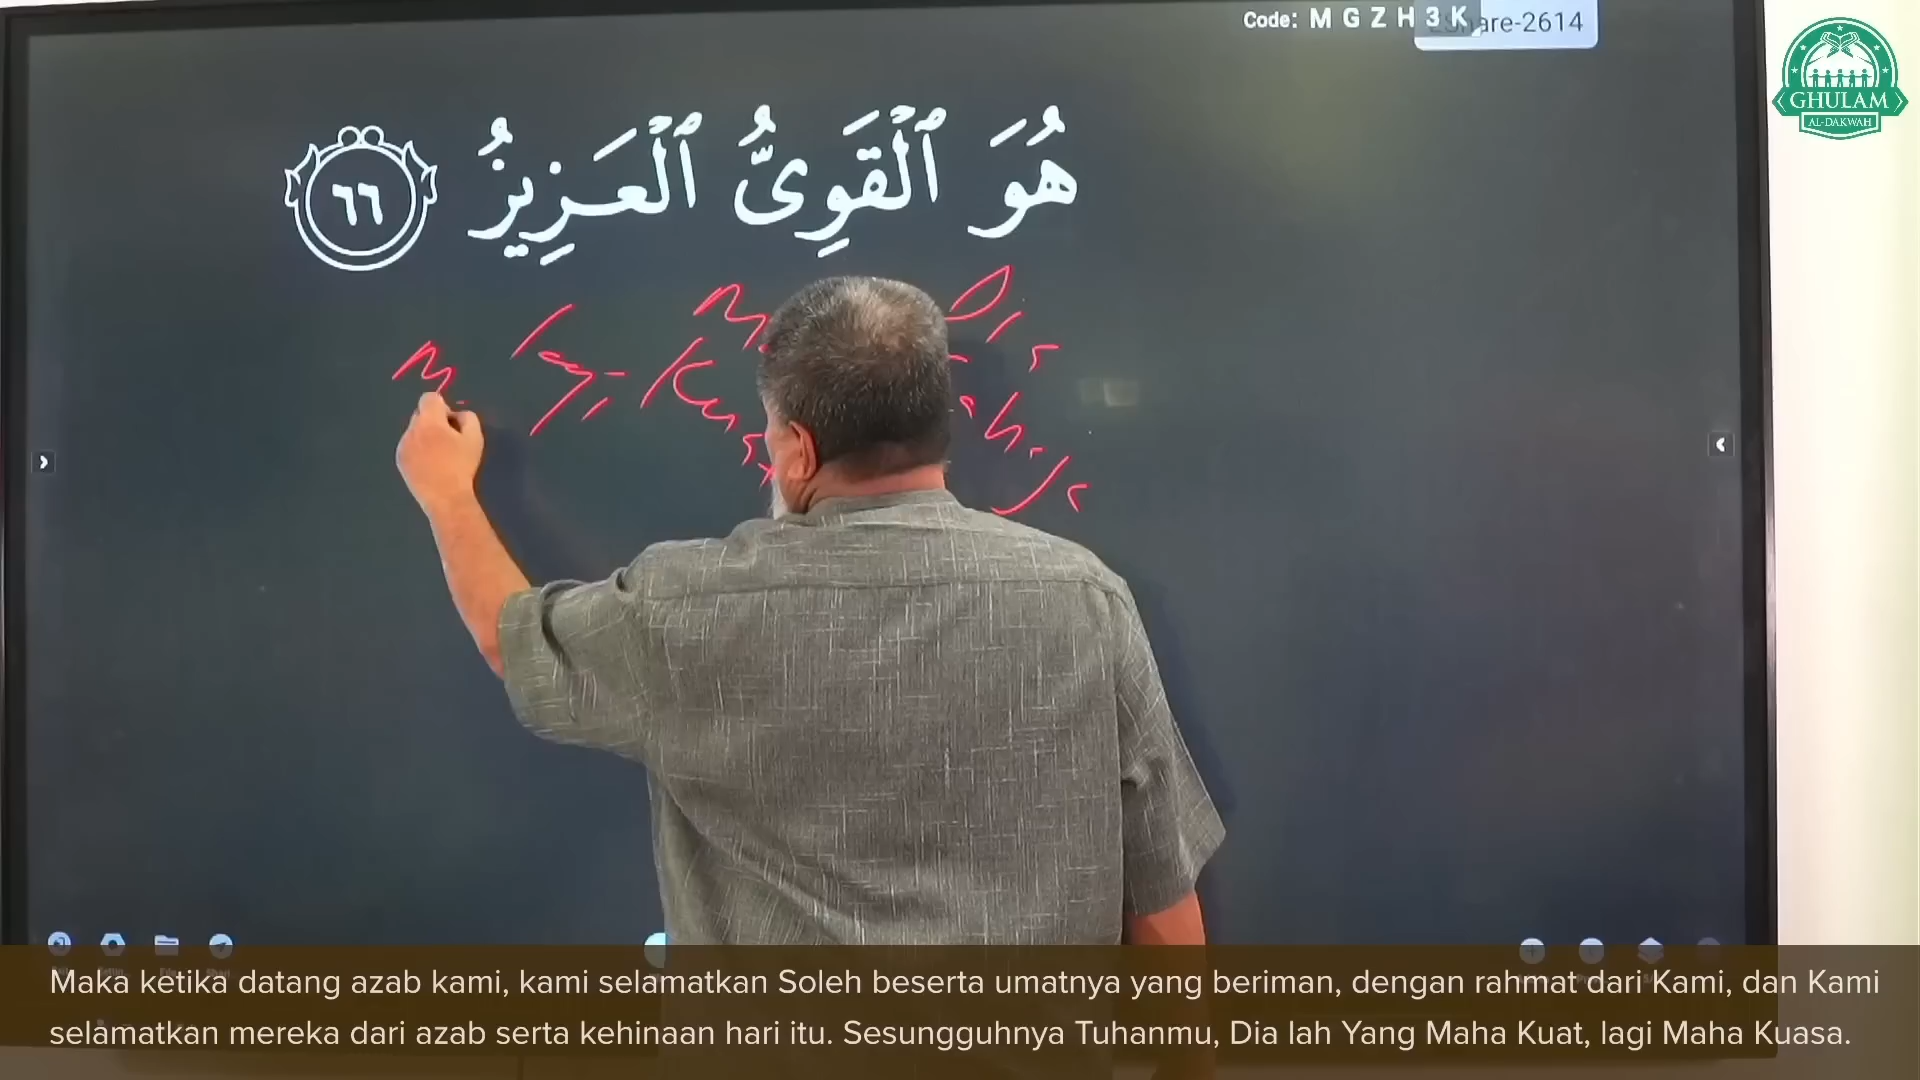 Code: M G Z H 3 K
are-2614
GHULAM
AL-DAKWAH
هُوَ ٱلْقَوِىُّ ٱلْعَزِيزُ ٦٦
Maka ketika datang azab kami, kami selamatkan Soleh beserta umatnya yang beriman, dengan rahmat dari Kami, dan Kami
selamatkan mereka dari azab serta kehinaan hari itu. Sesungguhnya Tuhanmu, Dia lah Yang Maha Kuat, lagi Maha Kuasa.